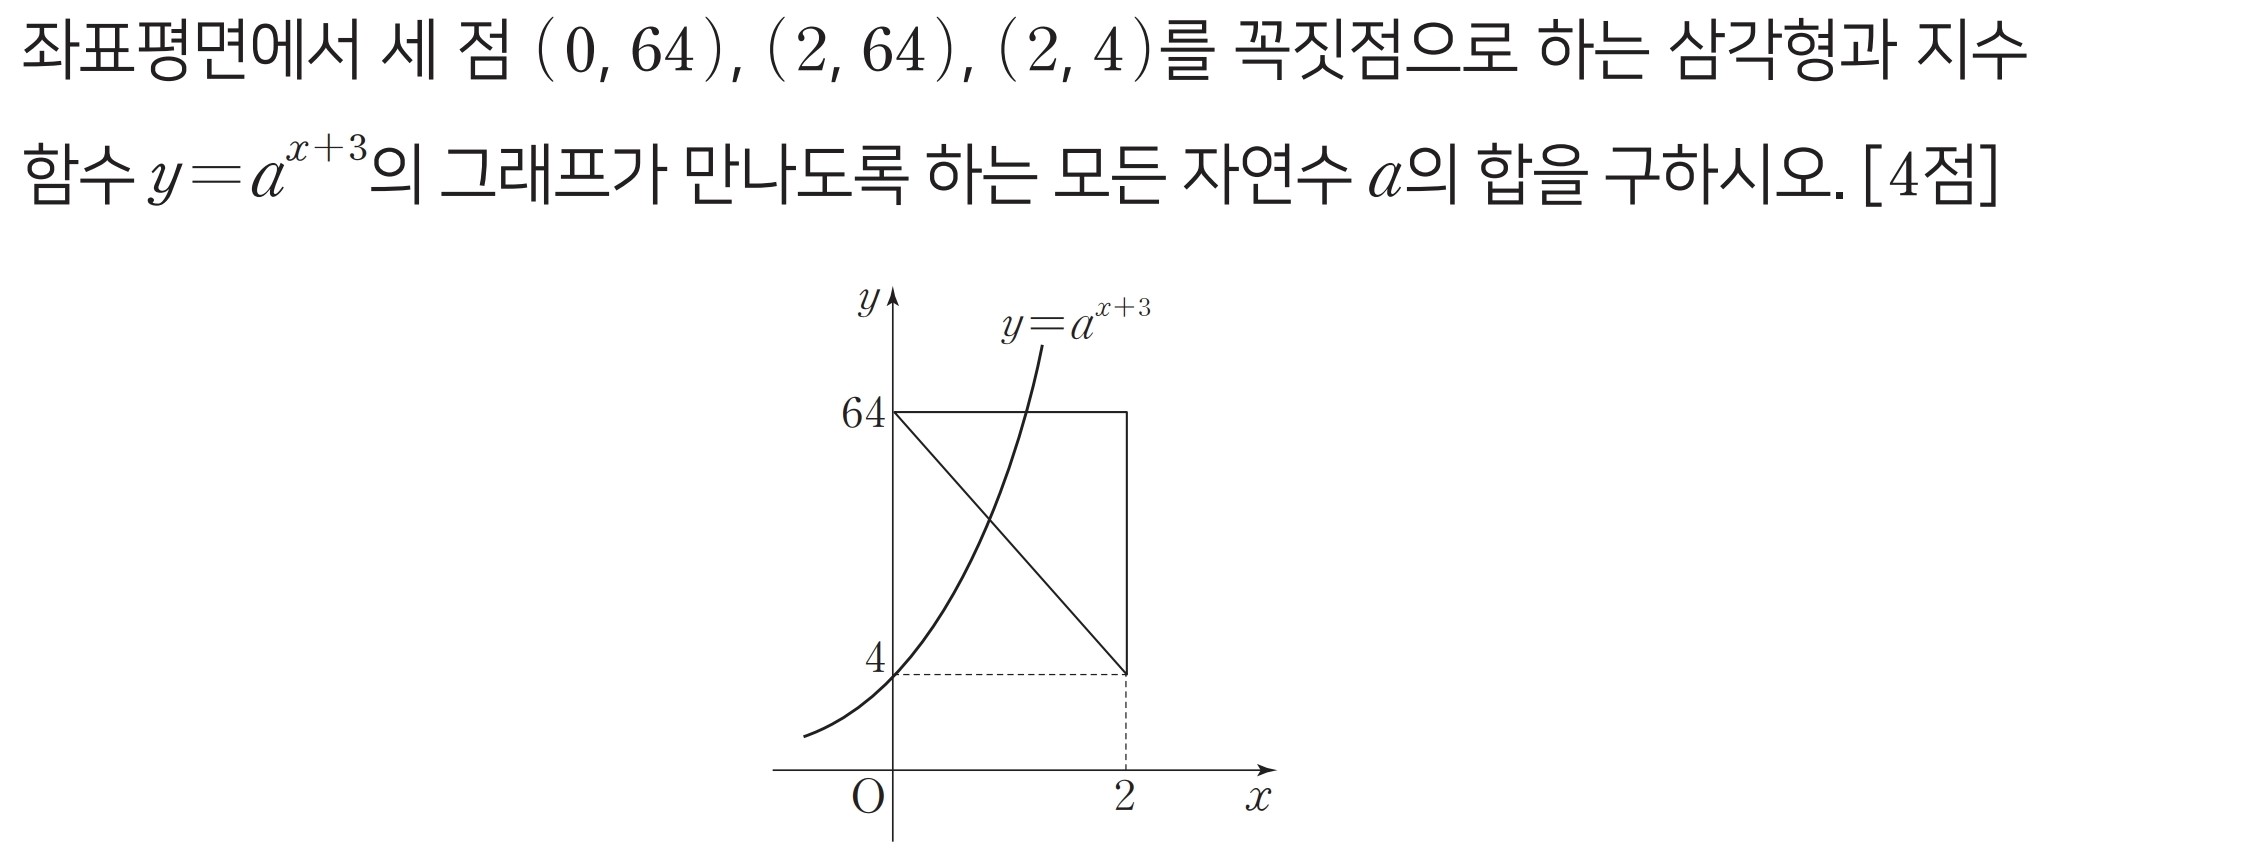 좌표평면에서 세 점 (0, 64), (2, 64), (2, 4)를 꼭짓점으로 하는 삼각형과 지수
함수 y=a^{x+3}의 그래프가 만나도록 하는 모든 자연수 a의 합을 구하시오. [4점]
y
y=a^{x+3}
64
4
O
2
x